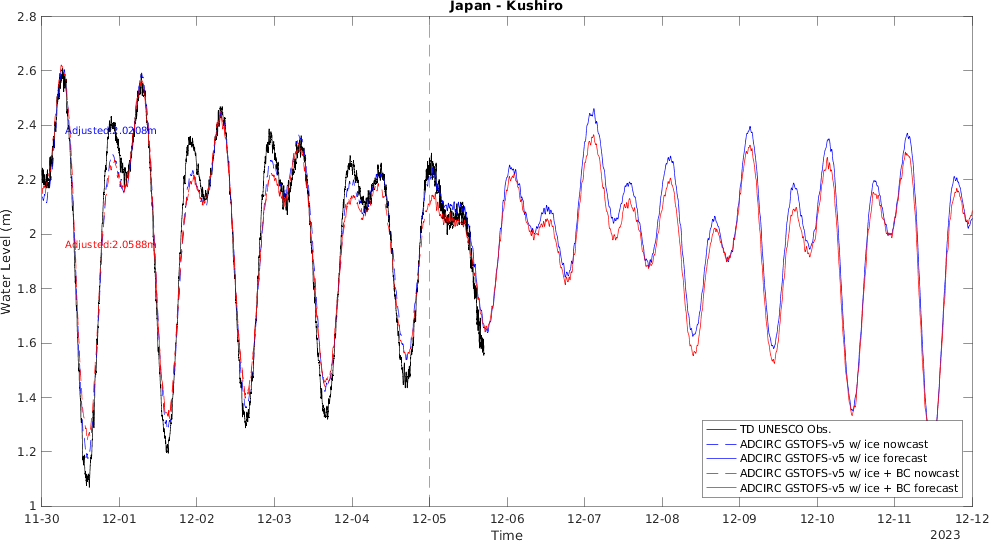 Japan - Kushiro
2.8
2.6
2.4
2.2
2
1.8
1.6
1.4
1.2
1
Water Level (m)
Adjusted:2.0208m
Adjusted:2.0588m
TD UNESCO Obs.
ADCIRC GSTOFS-v5 w/ ice nowcast
ADCIRC GSTOFS-v5 w/ ice forecast
ADCIRC GSTOFS-v5 w/ ice + BC nowcast
ADCIRC GSTOFS-v5 w/ ice + BC forecast
11-30 12-01 12-02 12-03 12-04 12-05 12-06 12-07 12-08 12-09 12-10 12-11 12-12
Time
2023